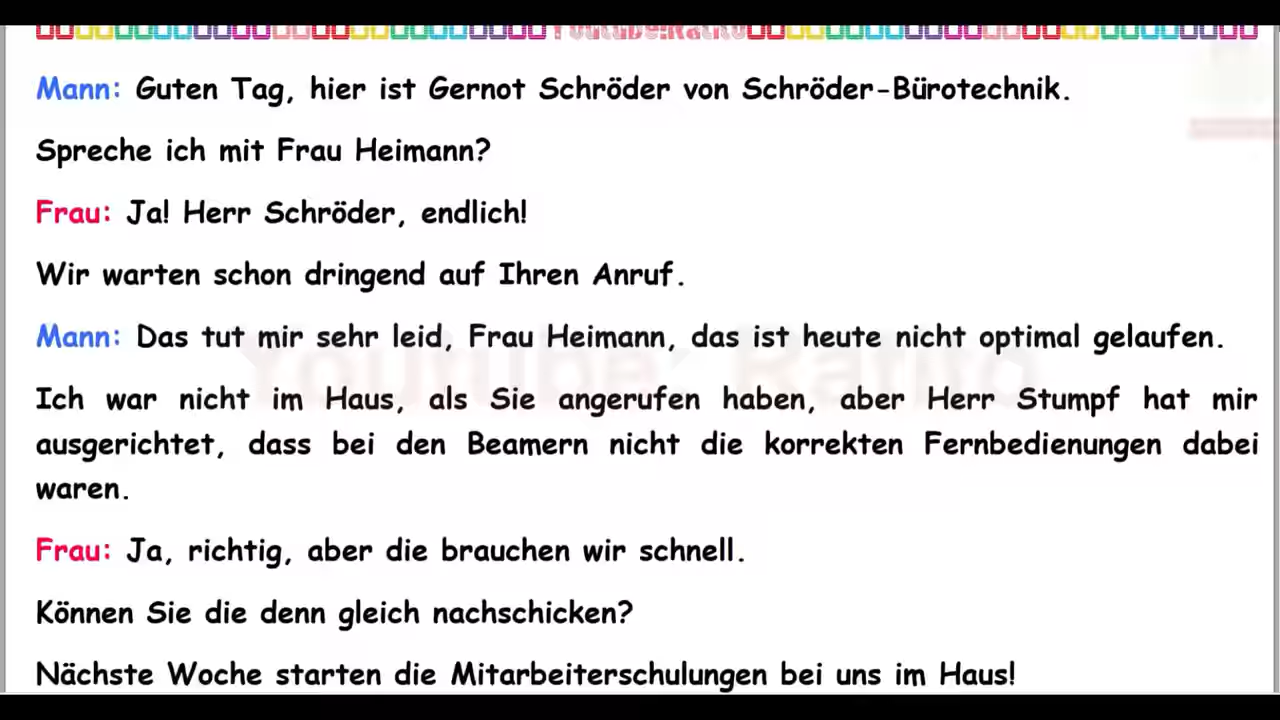 Mann: Guten Tag, hier ist Gernot Schröder von Schröder-Bürotechnik.
Spreche ich mit Frau Heimann?
Frau: Ja! Herr Schröder, endlich!
Wir warten schon dringend auf Ihren Anruf.
Mann: Das tut mir sehr leid, Frau Heimann, das ist heute nicht optimal gelaufen.
Ich war nicht im Haus, als Sie angerufen haben, aber Herr Stumpf hat mir
ausgerichtet, dass bei den Beamern nicht die korrekten Fernbedienungen dabei
waren.
Frau: Ja, richtig, aber die brauchen wir schnell.
Können Sie die denn gleich nachschicken?
Nächste Woche starten die Mitarbeiterschulungen bei uns im Haus!